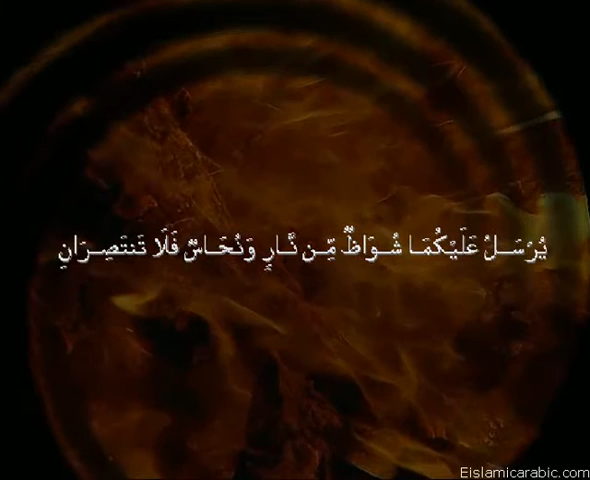 يُرْسَلُ عَلَيْكُمَا شُوَاظٌ مِّن نَّارٍ وَنُحَاسٌ فَلَا تَنتَصِرَانِ
Eislamicarabic.com